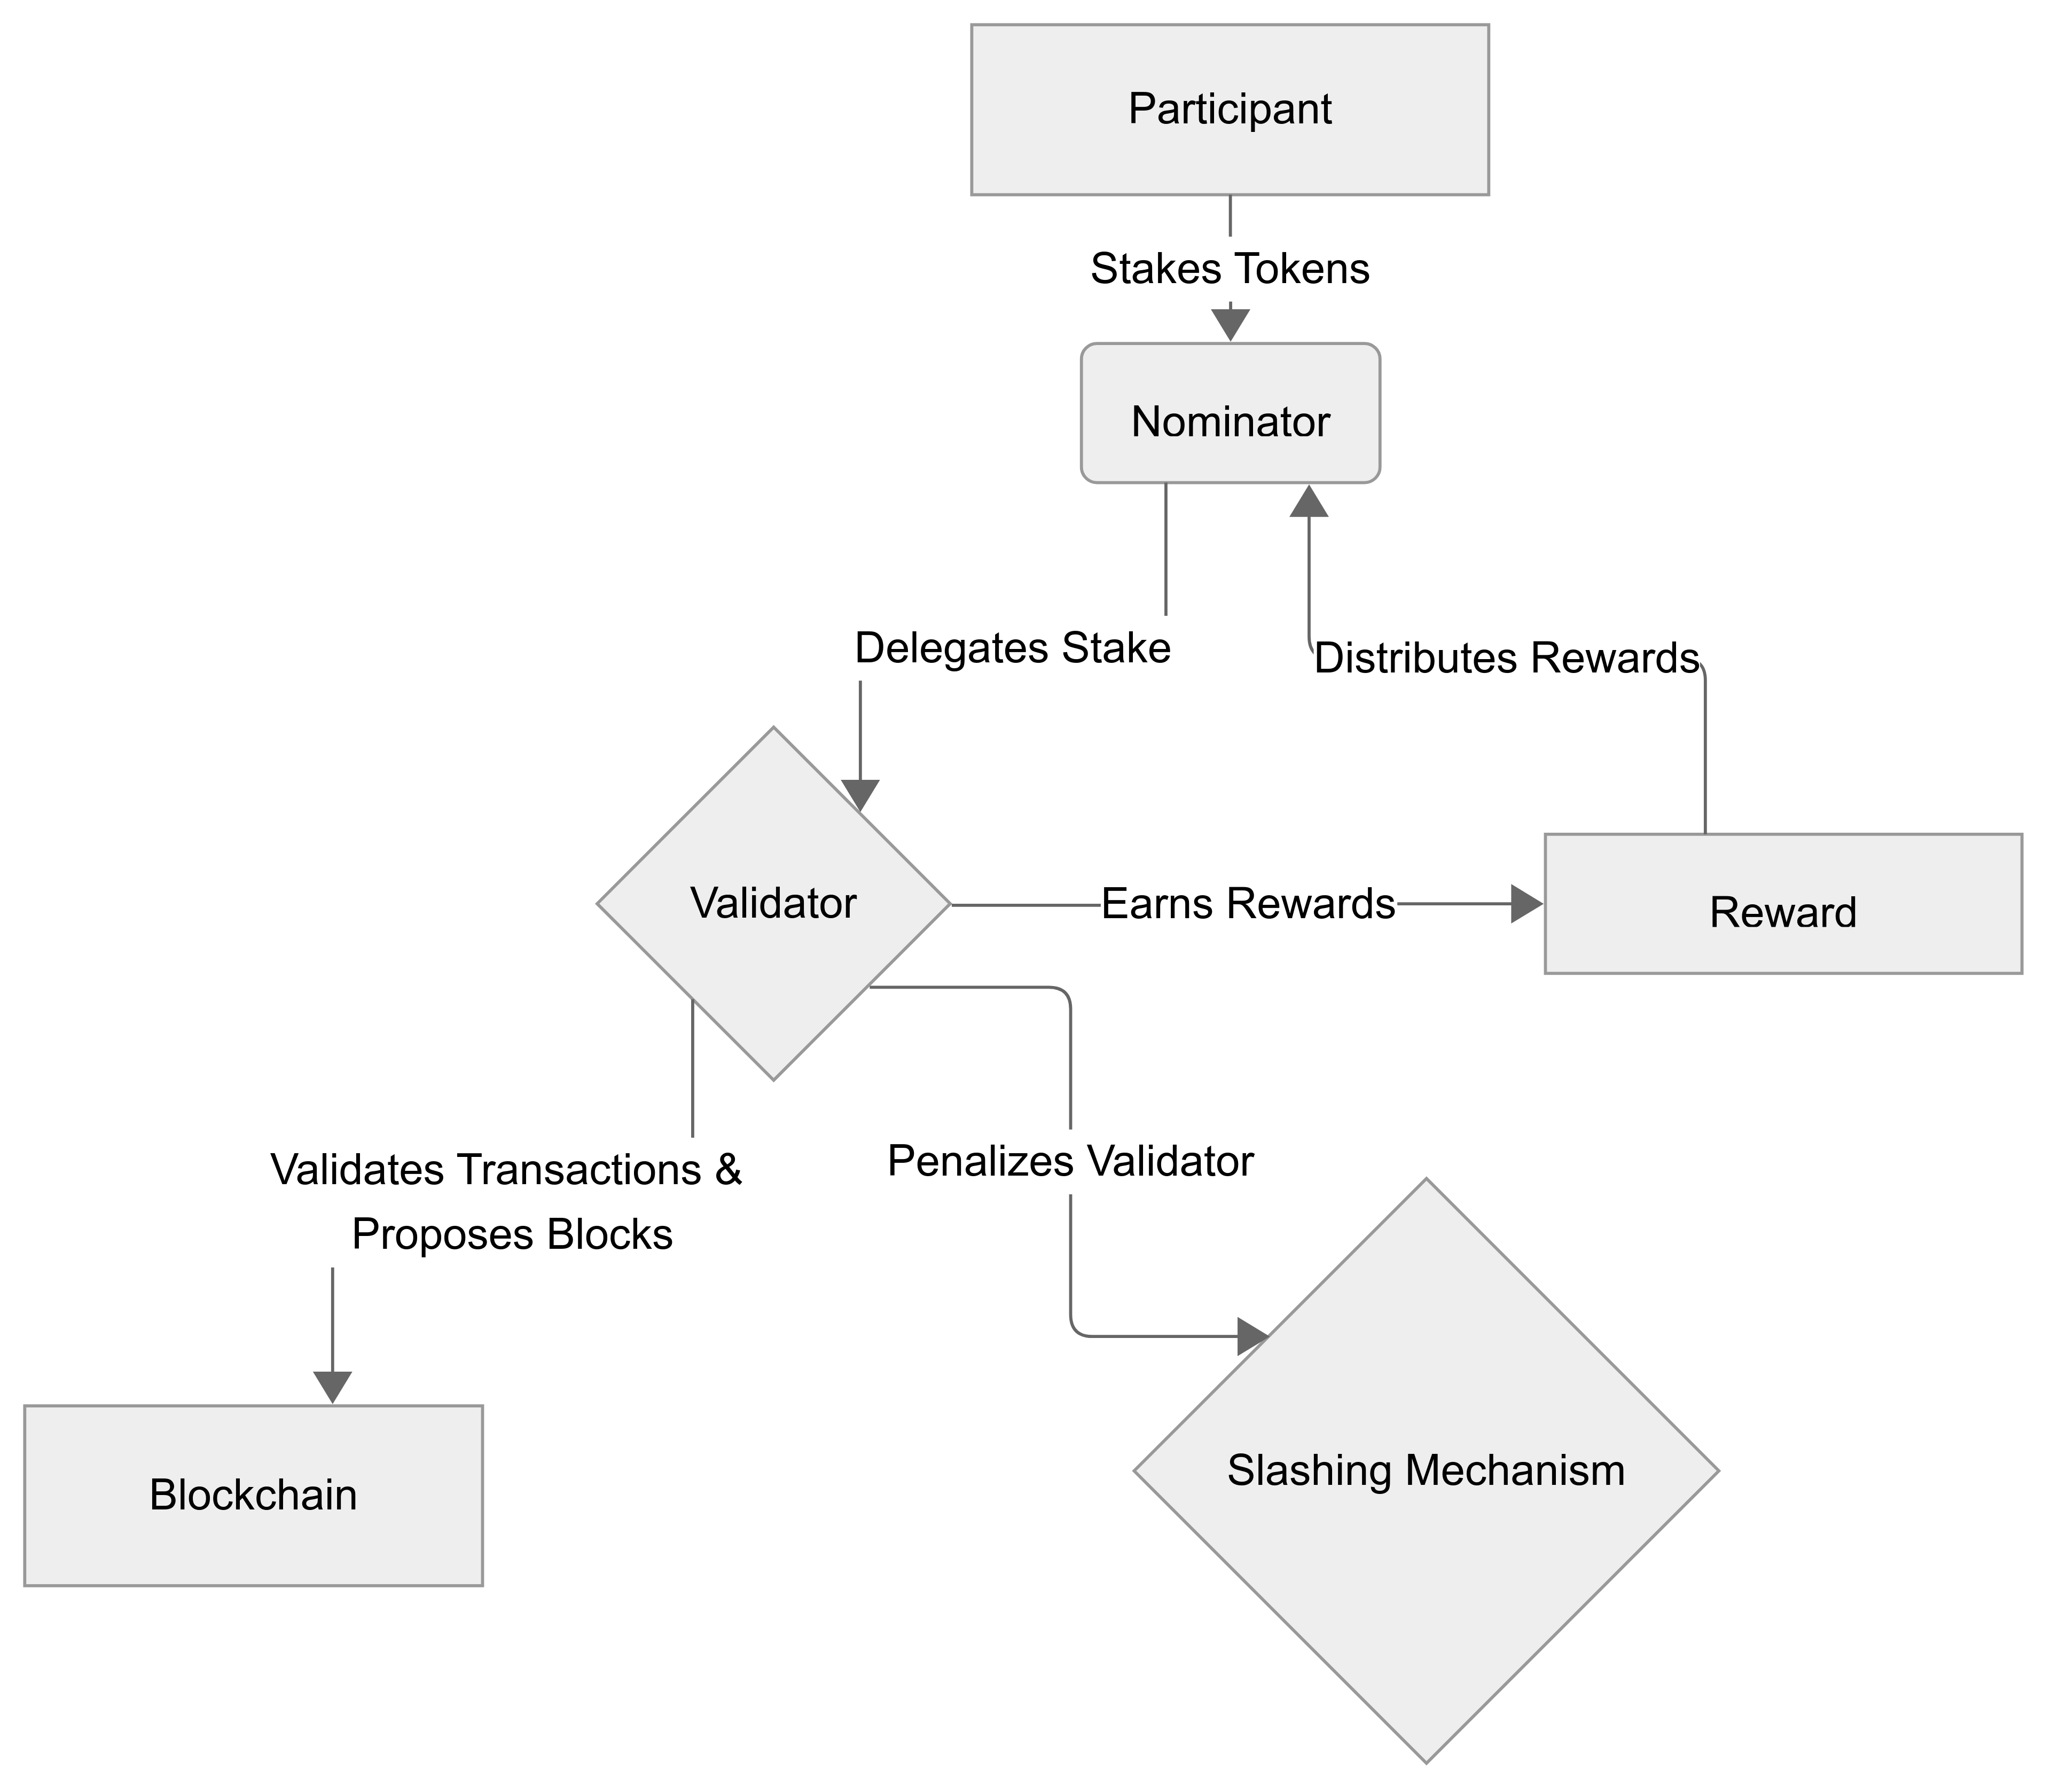 Participant
Stakes Tokens
Nominator
Delegates Stake
Distributes Rewards
Validator
Earns Rewards
Reward
Validates Transactions &
Proposes Blocks
Penalizes Validator
Slashing Mechanism
Blockchain